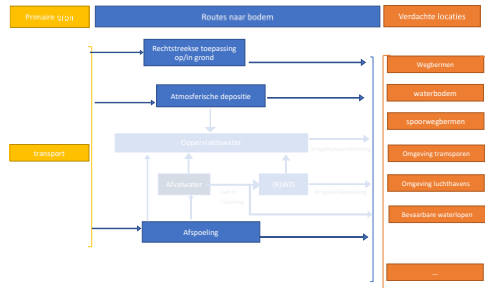 Primaire bron
Routes naar bodem
Verdachte locaties
Rechtstreekse toepassing
op/in grond
Wegbermen
Atmosferische depositie
waterbodem
spoorwegbermen
Oppervlaktewater
transport
Omgeving tramsporen
Afvalwater
(R)WZI
Omgeving luchthavens
Bevaarbare waterlopen
Afspoeling
...